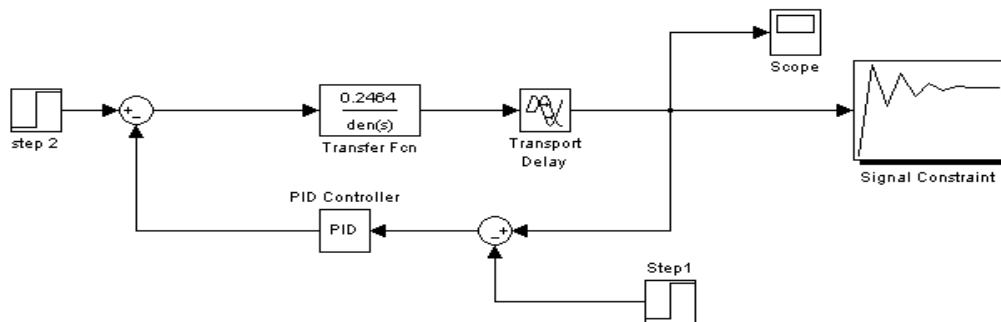 Scope
0.2464
den(s)
step 2
Transfer Fcn
Transport
Delay
Signal Constraint
PID Controller
PID
Step1